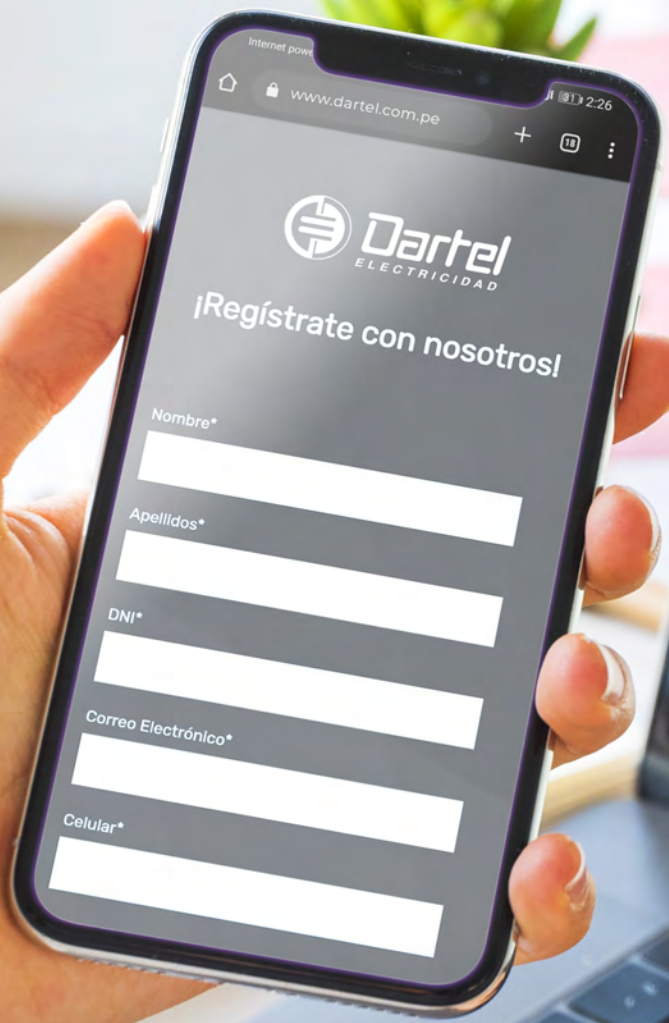 Internet powe
31 2:26
www.dartel.com.pe
18
Dartel
ELECTRICIDAD
¡Regístrate con nosotros!
Nombre*
Apellidos*
DNI*
Correo Electrónico*
Celular*